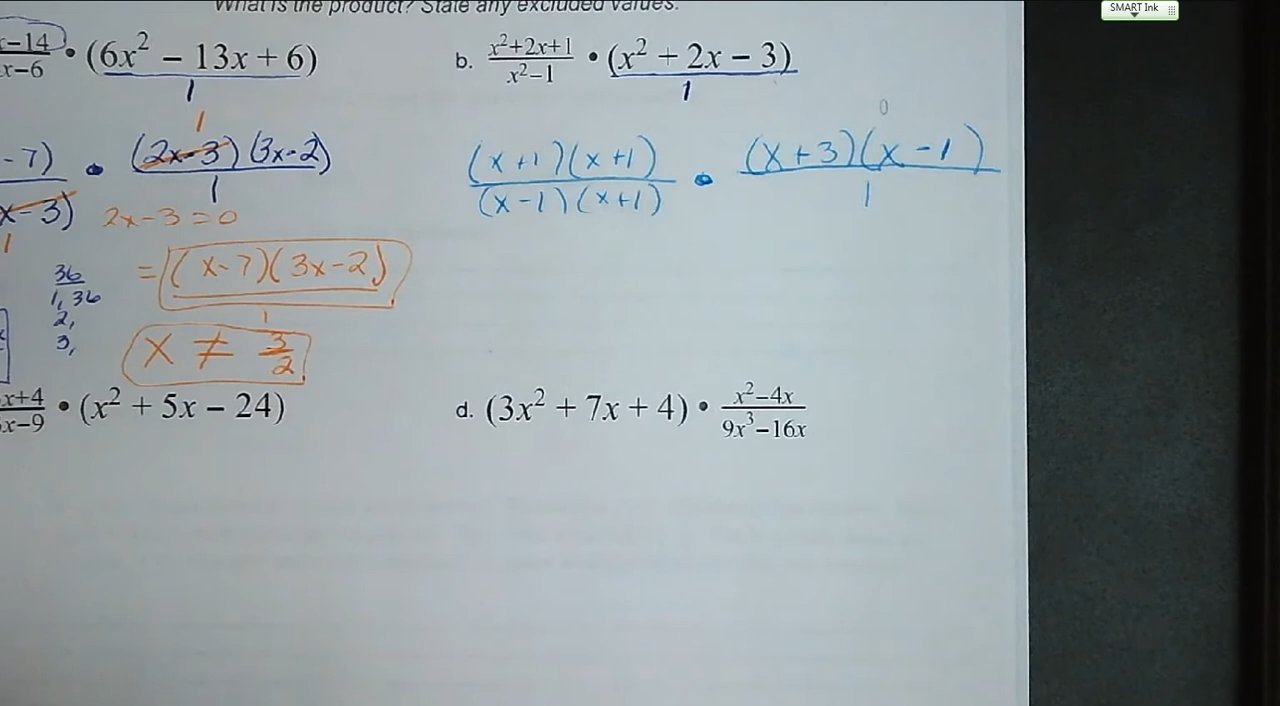 What is the product? State any excluded values.
SMART Ink
x−14
x−6 • (6x² − 13x + 6)
1
b. x²+2x+1
x²−1 • (x² + 2x − 3)
1
0
- 7) • (2x-3)(3x-2)
1
1
x-3)
1
2x-3=0
36
1, 36
2,
3,
= (x-7)(3x-2)
1
x ≠ 3/2
(x+1)(x+1)
(x-1)(x+1) • (x+3)(x-1)
1
x+4
x−9 • (x² + 5x − 24)
d. (3x² + 7x + 4) • x²−4x
9x³−16x